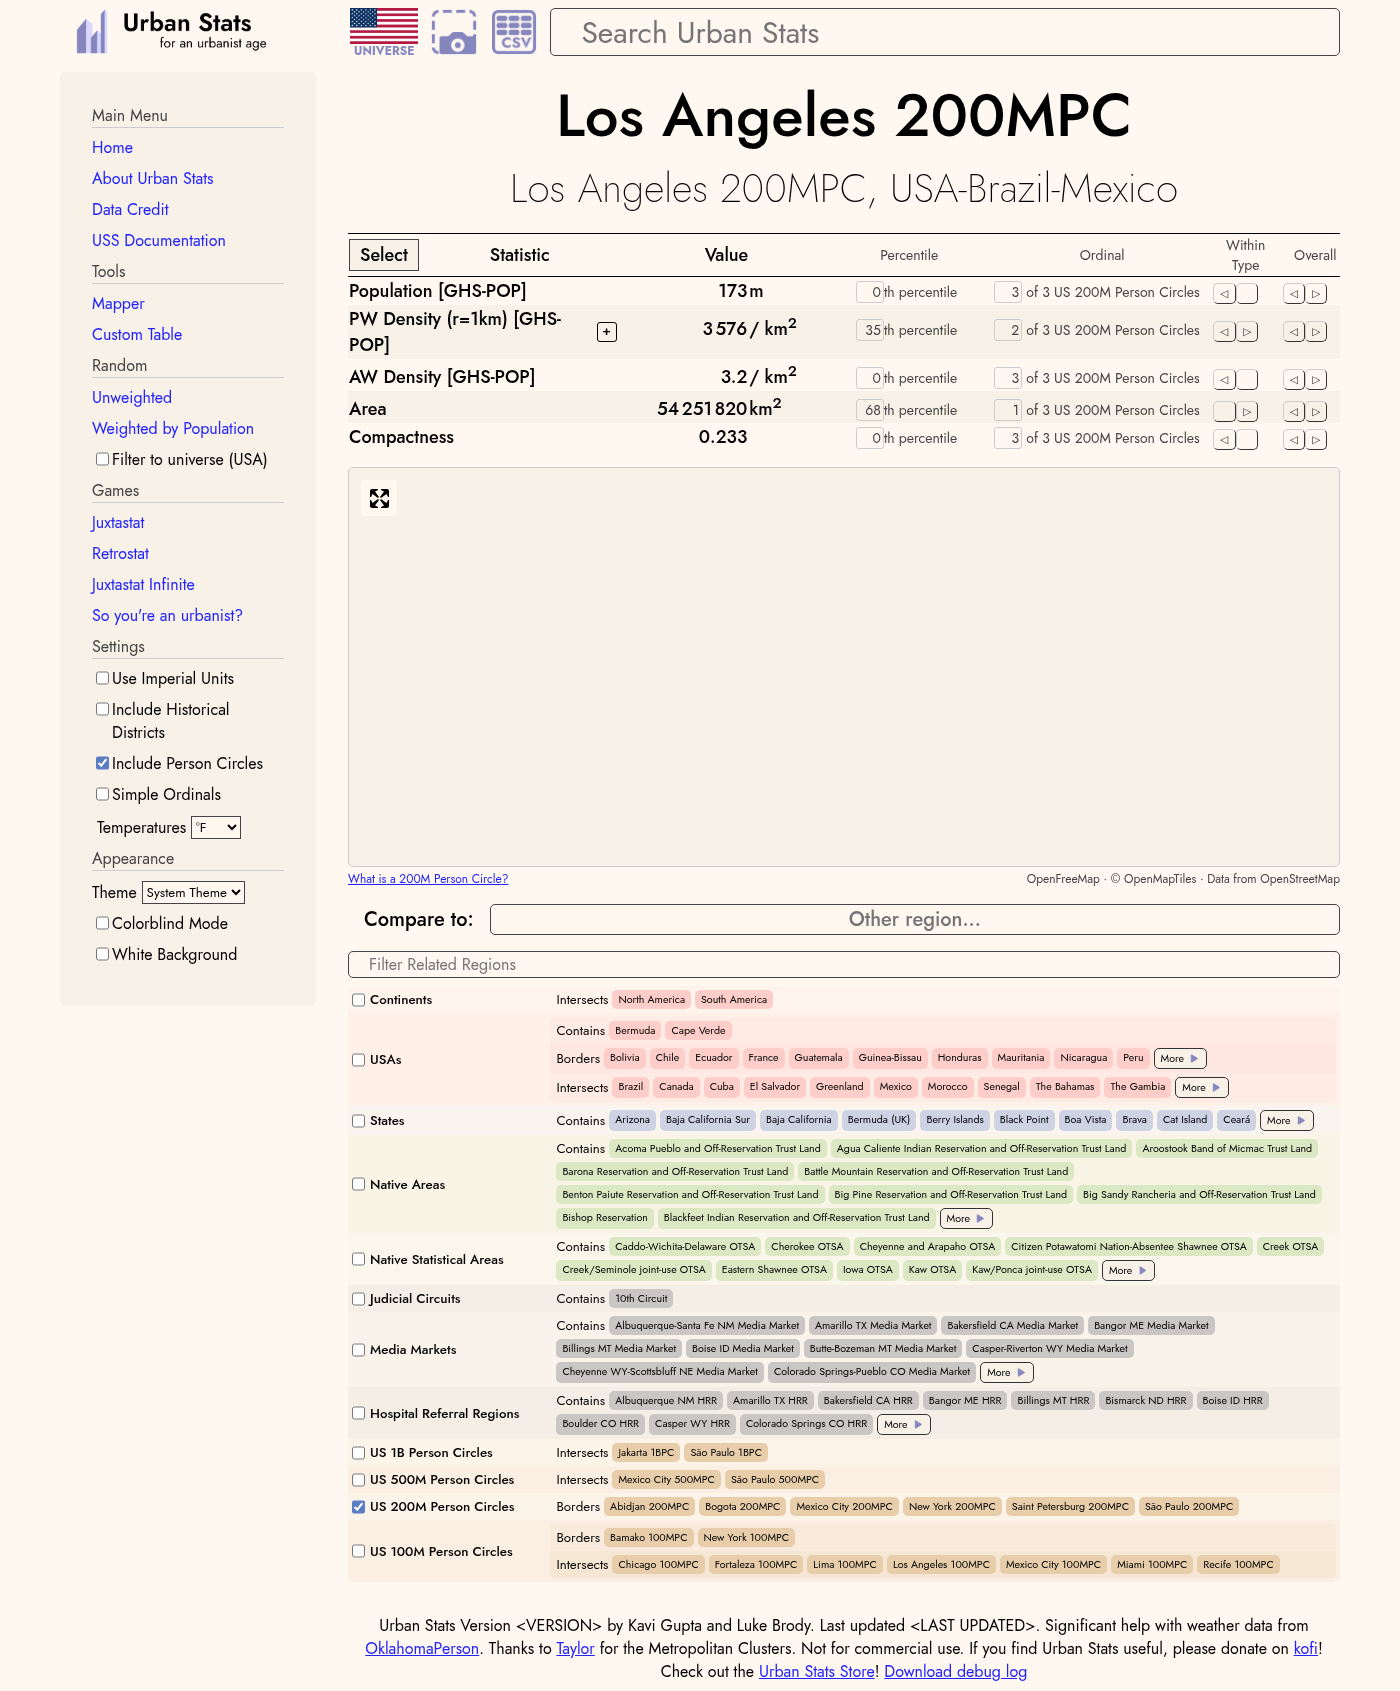 Urban Stats
for an urbanist age
UNIVERSE
CSV
Search Urban Stats
Main Menu
Home
About Urban Stats
Data Credit
USS Documentation
Tools
Mapper
Custom Table
Random
Unweighted
Weighted by Population
Filter to universe (USA)
Games
Juxtastat
Retrostat
Juxtastat Infinite
So you're an urbanist?
Settings
Use Imperial Units
Include Historical
Districts
Include Person Circles
Simple Ordinals
Temperatures °F
Appearance
Theme System Theme
Colorblind Mode
White Background
Los Angeles 200MPC
Los Angeles 200MPC, USA-Brazil-Mexico
Select Statistic Value Percentile Ordinal Within Type Overall
Population [GHS-POP] 173 m 0 th percentile 3 of 3 US 200M Person Circles
PW Density (r=1km) [GHS-
POP] + 3 576 / km2 35 th percentile 2 of 3 US 200M Person Circles
AW Density [GHS-POP] 3.2 / km2 0 th percentile 3 of 3 US 200M Person Circles
Area 54 251 820 km2 68 th percentile 1 of 3 US 200M Person Circles
Compactness 0.233 0 th percentile 3 of 3 US 200M Person Circles
What is a 200M Person Circle? OpenFreeMap · © OpenMapTiles · Data from OpenStreetMap
Compare to: Other region...
Filter Related Regions
Continents Intersects North America South America
USAs
Contains Bermuda Cape Verde
Borders Bolivia Chile Ecuador France Guatemala Guinea-Bissau Honduras Mauritania Nicaragua Peru More
Intersects Brazil Canada Cuba El Salvador Greenland Mexico Morocco Senegal The Bahamas The Gambia More
States Contains Arizona Baja California Sur Baja California Bermuda (UK) Berry Islands Black Point Boa Vista Brava Cat Island Ceará More
Native Areas
Contains Acoma Pueblo and Off-Reservation Trust Land Agua Caliente Indian Reservation and Off-Reservation Trust Land Aroostook Band of Micmac Trust Land
Barona Reservation and Off-Reservation Trust Land Battle Mountain Reservation and Off-Reservation Trust Land
Benton Paiute Reservation and Off-Reservation Trust Land Big Pine Reservation and Off-Reservation Trust Land Big Sandy Rancheria and Off-Reservation Trust Land
Bishop Reservation Blackfeet Indian Reservation and Off-Reservation Trust Land More
Native Statistical Areas
Contains Caddo-Wichita-Delaware OTSA Cherokee OTSA Cheyenne and Arapaho OTSA Citizen Potawatomi Nation-Absentee Shawnee OTSA Creek OTSA
Creek/Seminole joint-use OTSA Eastern Shawnee OTSA Iowa OTSA Kaw OTSA Kaw/Ponca joint-use OTSA More
Judicial Circuits Contains 10th Circuit
Media Markets
Contains Albuquerque-Santa Fe NM Media Market Amarillo TX Media Market Bakersfield CA Media Market Bangor ME Media Market
Billings MT Media Market Boise ID Media Market Butte-Bozeman MT Media Market Casper-Riverton WY Media Market
Cheyenne WY-Scottsbluff NE Media Market Colorado Springs-Pueblo CO Media Market More
Hospital Referral Regions
Contains Albuquerque NM HRR Amarillo TX HRR Bakersfield CA HRR Bangor ME HRR Billings MT HRR Bismarck ND HRR Boise ID HRR
Boulder CO HRR Casper WY HRR Colorado Springs CO HRR More
US 1B Person Circles Intersects Jakarta 1BPC São Paulo 1BPC
US 500M Person Circles Intersects Mexico City 500MPC São Paulo 500MPC
US 200M Person Circles Borders Abidjan 200MPC Bogota 200MPC Mexico City 200MPC New York 200MPC Saint Petersburg 200MPC São Paulo 200MPC
US 100M Person Circles
Borders Bamako 100MPC New York 100MPC
Intersects Chicago 100MPC Fortaleza 100MPC Lima 100MPC Los Angeles 100MPC Mexico City 100MPC Miami 100MPC Recife 100MPC
Urban Stats Version <VERSION> by Kavi Gupta and Luke Brody. Last updated <LAST UPDATED>. Significant help with weather data from
OklahomaPerson. Thanks to Taylor for the Metropolitan Clusters. Not for commercial use. If you find Urban Stats useful, please donate on kofi!
Check out the Urban Stats Store! Download debug log